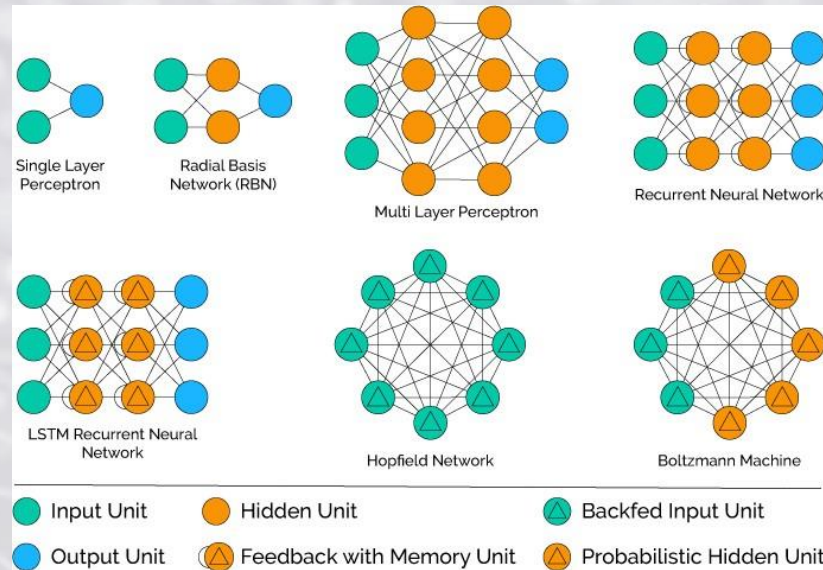 Single Layer
Perceptron
Radial Basis
Network (RBN)
Multi Layer Perceptron
Recurrent Neural Network
LSTM Recurrent Neural
Network
Hopfield Network
Boltzmann Machine
Input Unit
Hidden Unit
Backfed Input Unit
Output Unit
Feedback with Memory Unit
Probabilistic Hidden Unit